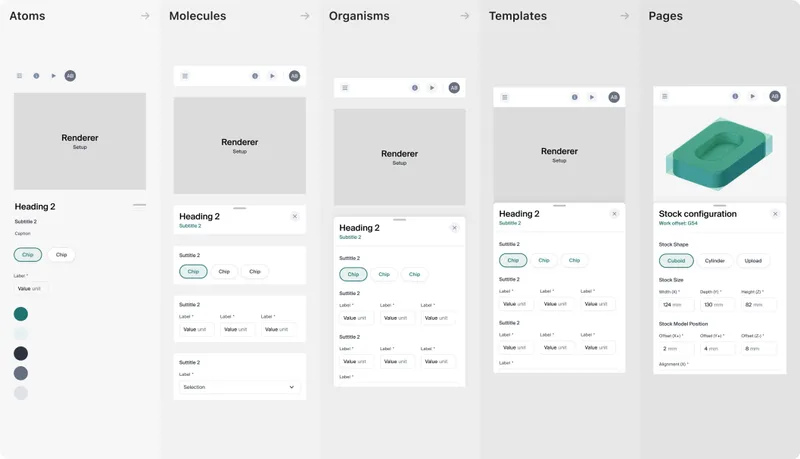 Atoms
AB
Renderer
Setup
Heading 2
Subtitle 2
Caption
Chip Chip
Label *
Value unit
Molecules
AB
Renderer
Setup
Heading 2
Subtitle 2
Suttitle 2
Chip Chip Chip
Suttitle 2
Label * Label * Label *
Value unit Value unit Value unit
Suttitle 2
Label *
Selection
Organisms
AB
Renderer
Heading 2
Subtitle 2
Suttitle 2
Chip Chip Chip
Suttitle 2
Label * Label * Label *
Value unit Value unit Value unit
Suttitle 2
Label * Label * Label *
Value unit Value unit Value unit
Label *
Templates
AB
Renderer
Setup
Heading 2
Subtitle 2
Suttitle 2
Chip Chip Chip
Suttitle 2
Label * Label * Label *
Value unit Value unit Value unit
Suttitle 2
Label * Label * Label *
Value unit Value unit Value unit
Label *
Pages
AB
Stock configuration
Work offset: G54
Stock Shape
Cuboid Cylinder Upload
Stock Size
Width (X) * Depth (Y) * Height (Z) *
124 mm 130 mm 82 mm
Stock Model Position
Offset (X+) * Offset (Y+) * Offset (Z-) *
2 mm 4 mm 8 mm
Alignment (X) *